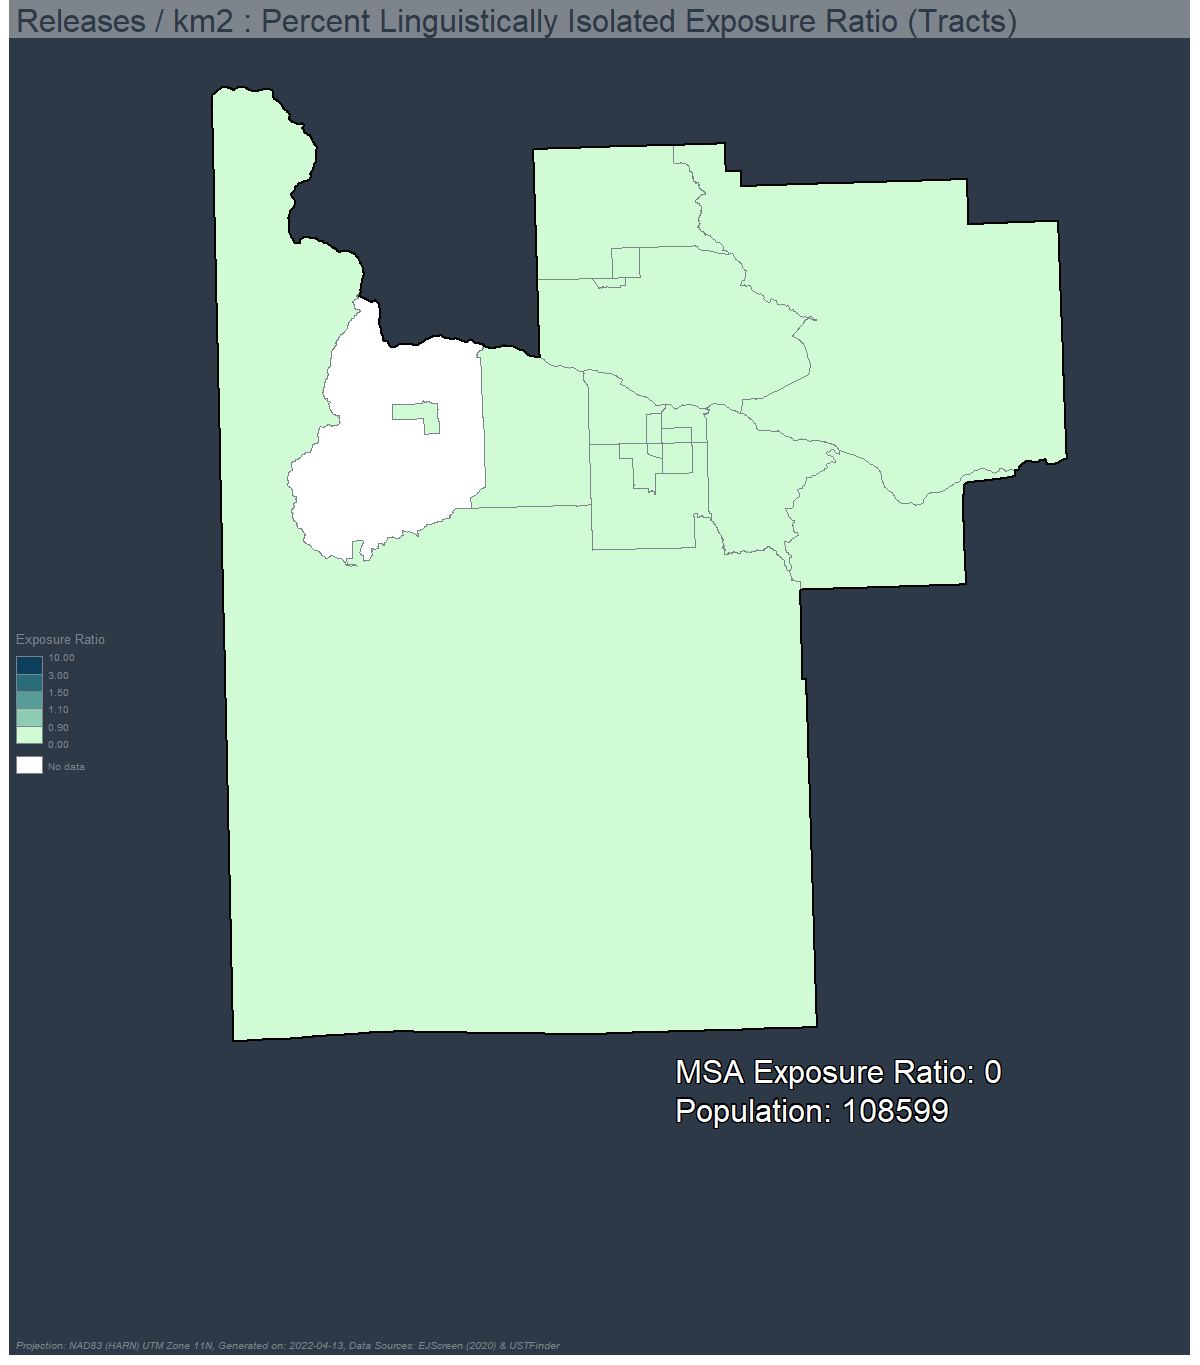 Releases / km2 : Percent Linguistically Isolated Exposure Ratio (Tracts)
Exposure Ratio
10.00
3.00
1.50
1.10
0.90
0.00
No data
MSA Exposure Ratio: 0
Population: 108599
Projection: NAD83 (HARN) UTM Zone 11N, Generated on: 2022-04-13, Data Sources: EJScreen (2020) & USTFinder